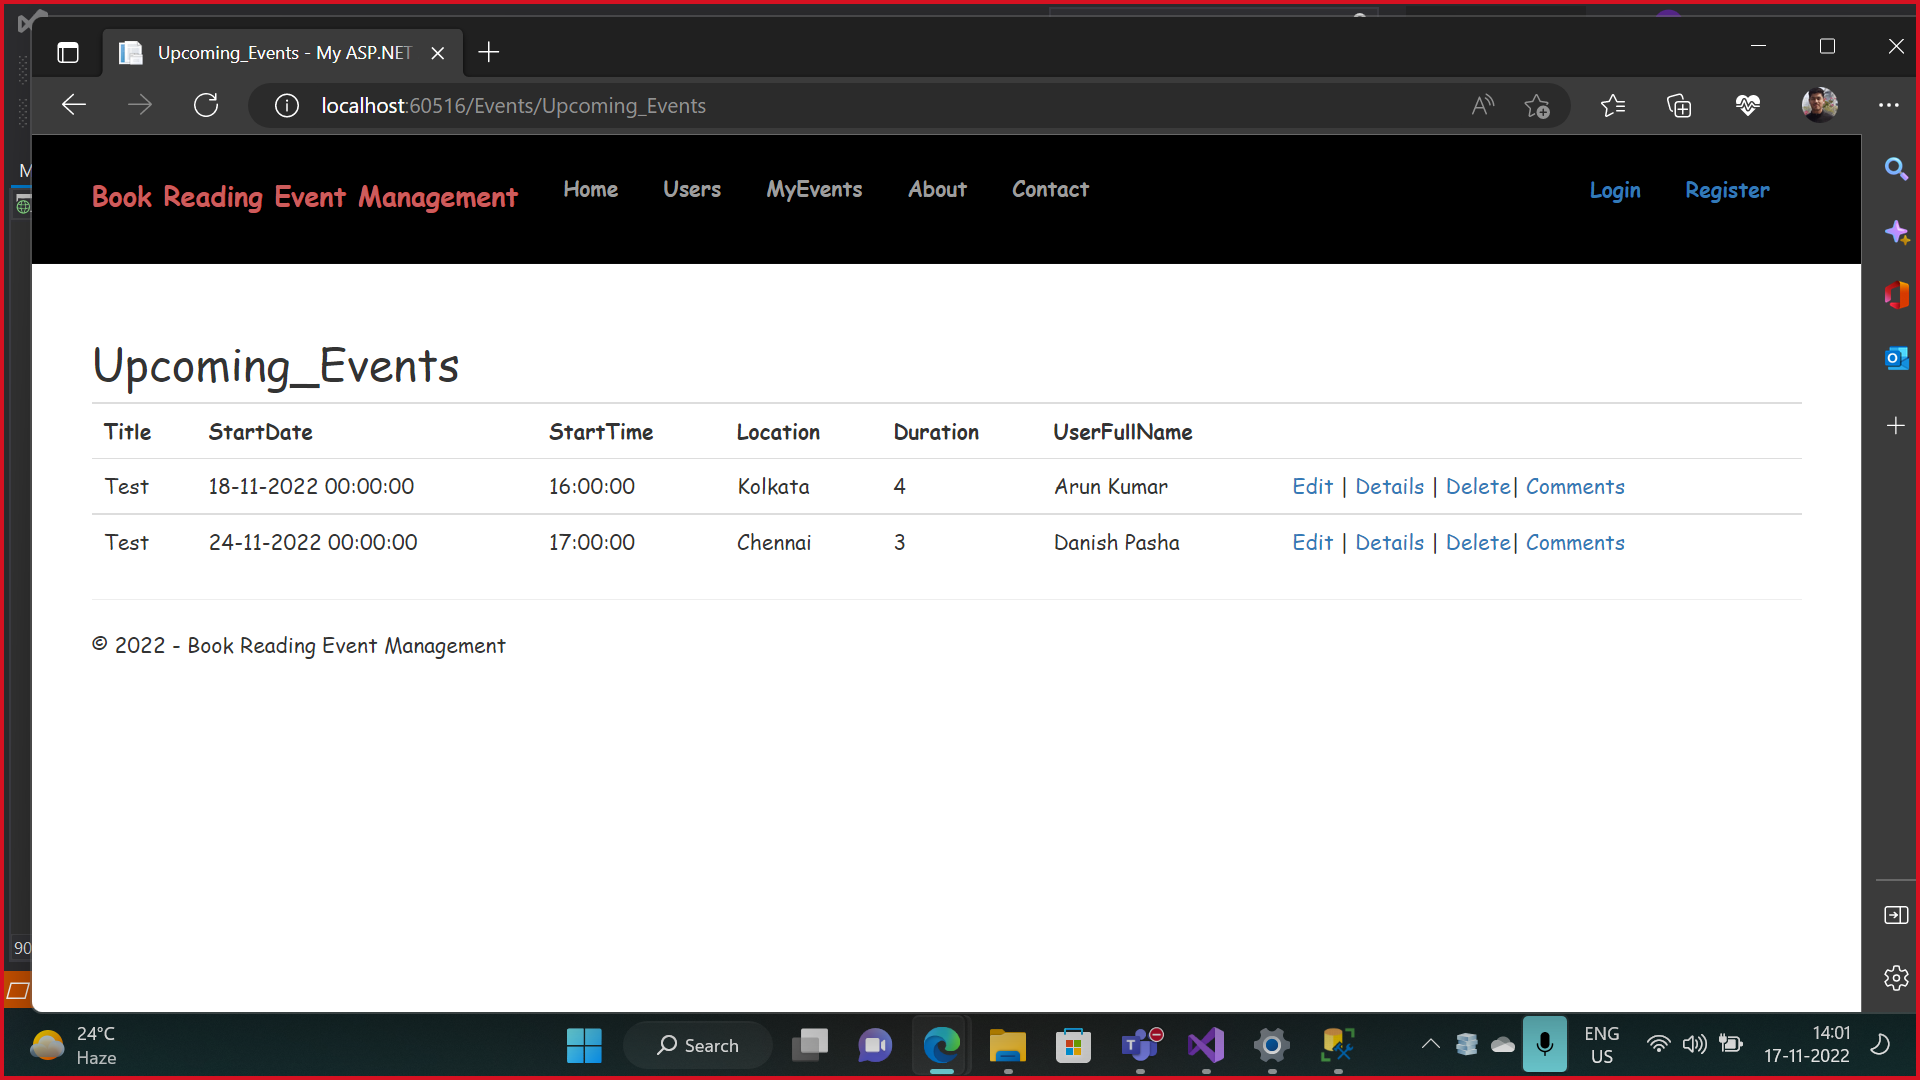 Upcoming_Events - My ASP.NET
localhost:60516/Events/Upcoming_Events
M
Book Reading Event Management Home Users MyEvents About Contact Login Register
Upcoming_Events
Title StartDate StartTime Location Duration UserFullName
Test 18-11-2022 00:00:00 16:00:00 Kolkata 4 Arun Kumar Edit | Details | Delete| Comments
Test 24-11-2022 00:00:00 17:00:00 Chennai 3 Danish Pasha Edit | Details | Delete| Comments
© 2022 - Book Reading Event Management
90
24°C
Haze
Search
ENG
US
14:01
17-11-2022